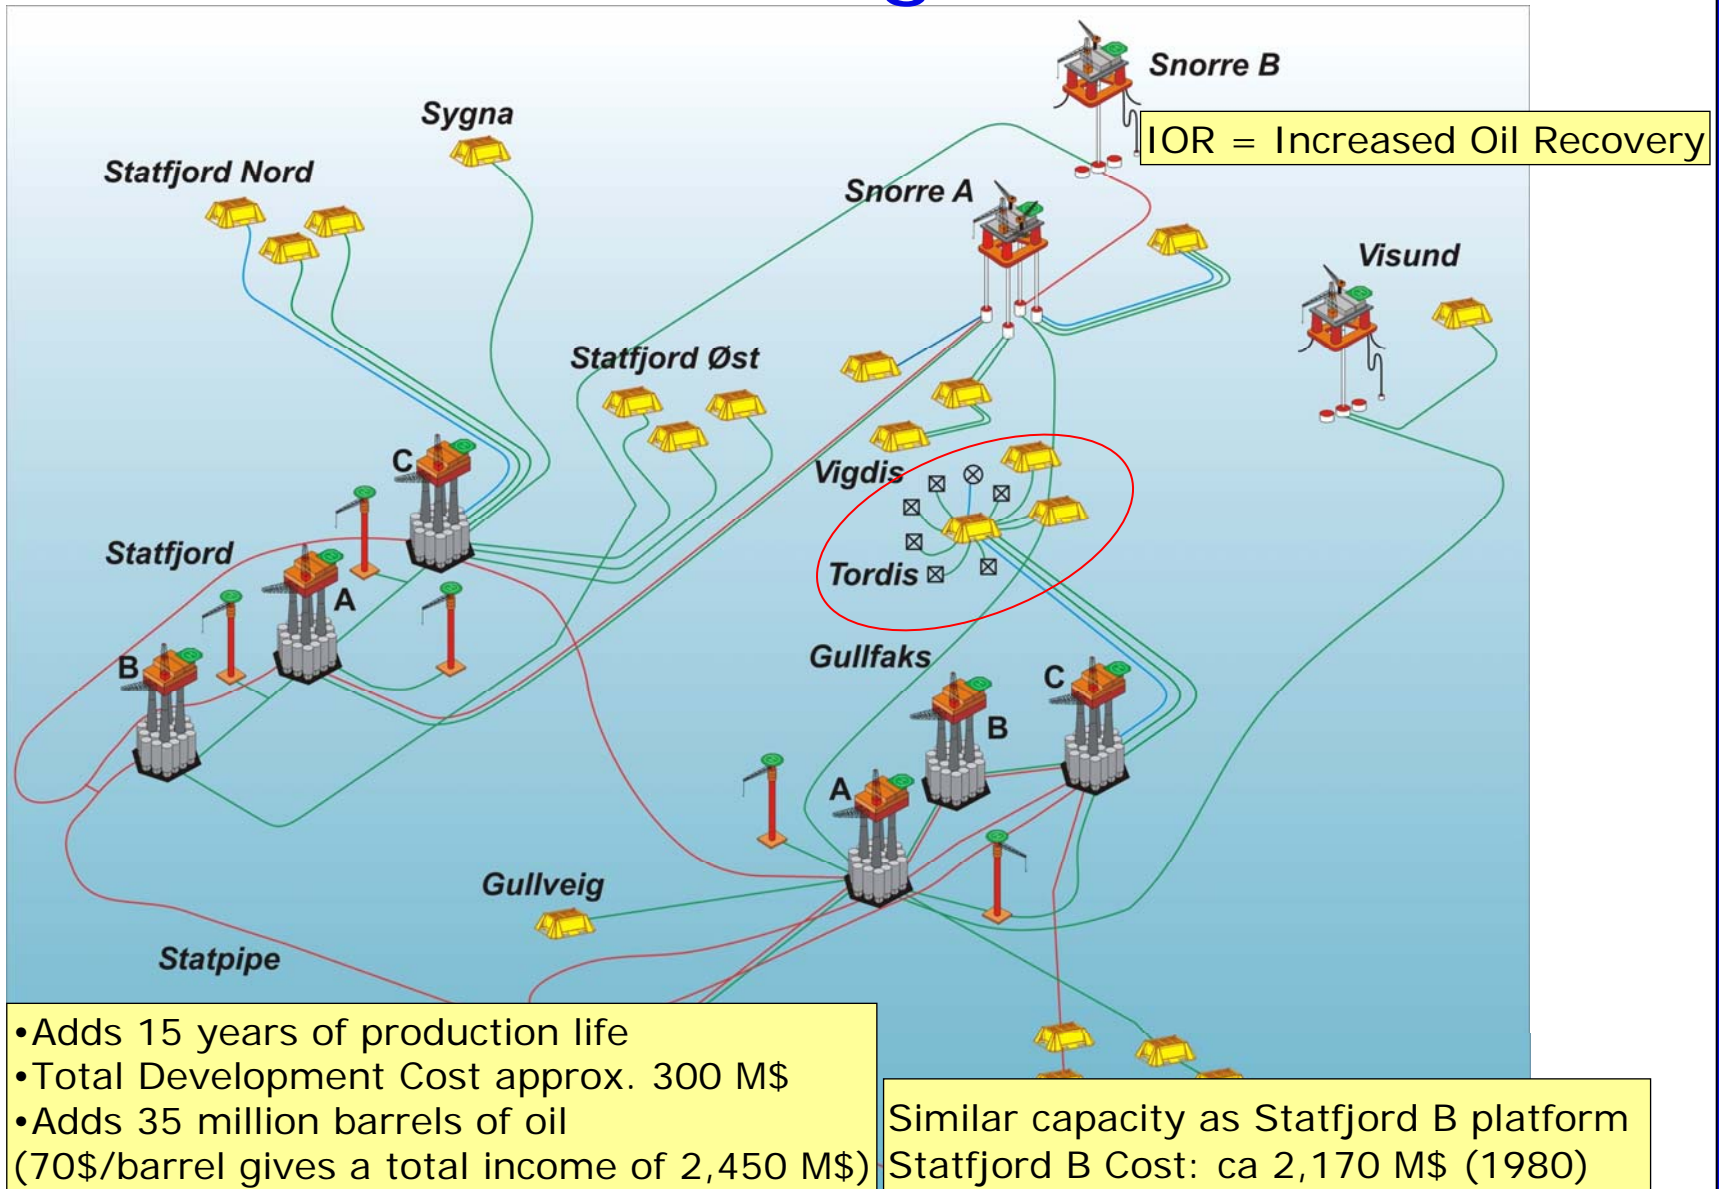 Snorre B
Sygna
IOR = Increased Oil Recovery
Statfjord Nord
Snorre A
Visund
Statfjord Øst
C
Vigdis
Statfjord
Tordis
A
B
Gullfaks
C
B
A
Gullveig
Statpipe
•Adds 15 years of production life
•Total Development Cost approx. 300 M$
•Adds 35 million barrels of oil
(70$/barrel gives a total income of 2,450 M$)
Similar capacity as Statfjord B platform
Statfjord B Cost: ca 2,170 M$ (1980)